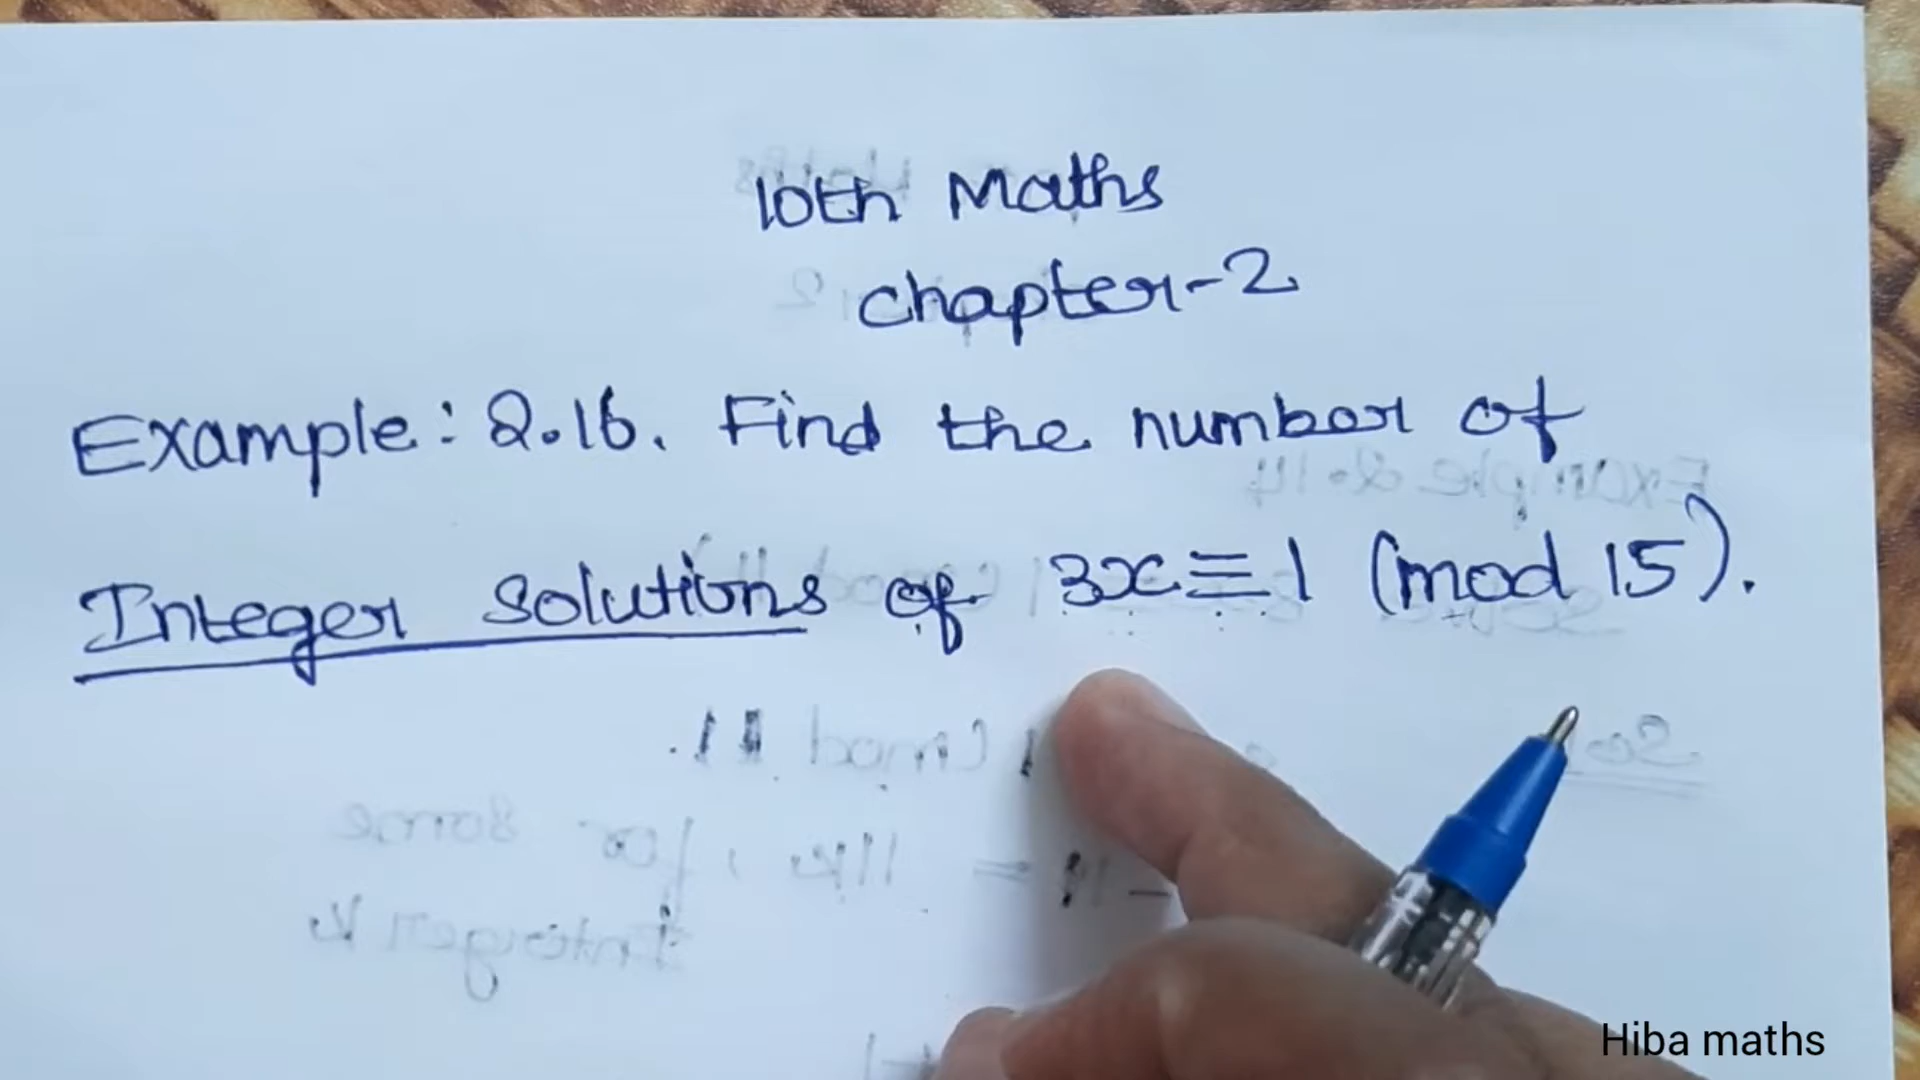 10th Maths
chapter-2
Example: 2.16. Find the number of
Integer solutions of 3x≡1 (mod 15).
Hiba maths